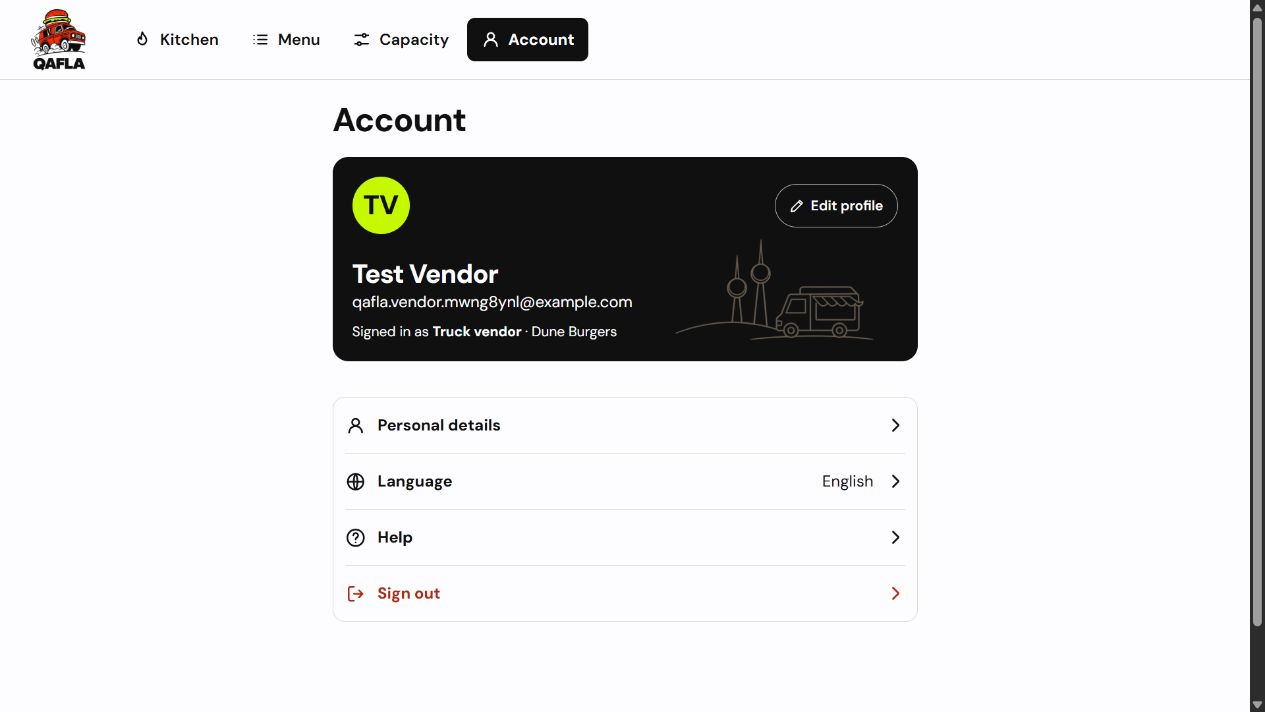 QAFLA
Kitchen
Menu
Capacity
Account
Account
TV
Edit profile
Test Vendor
qafla.vendor.mwng8ynl@example.com
Signed in as Truck vendor · Dune Burgers
Personal details
Language English
Help
Sign out